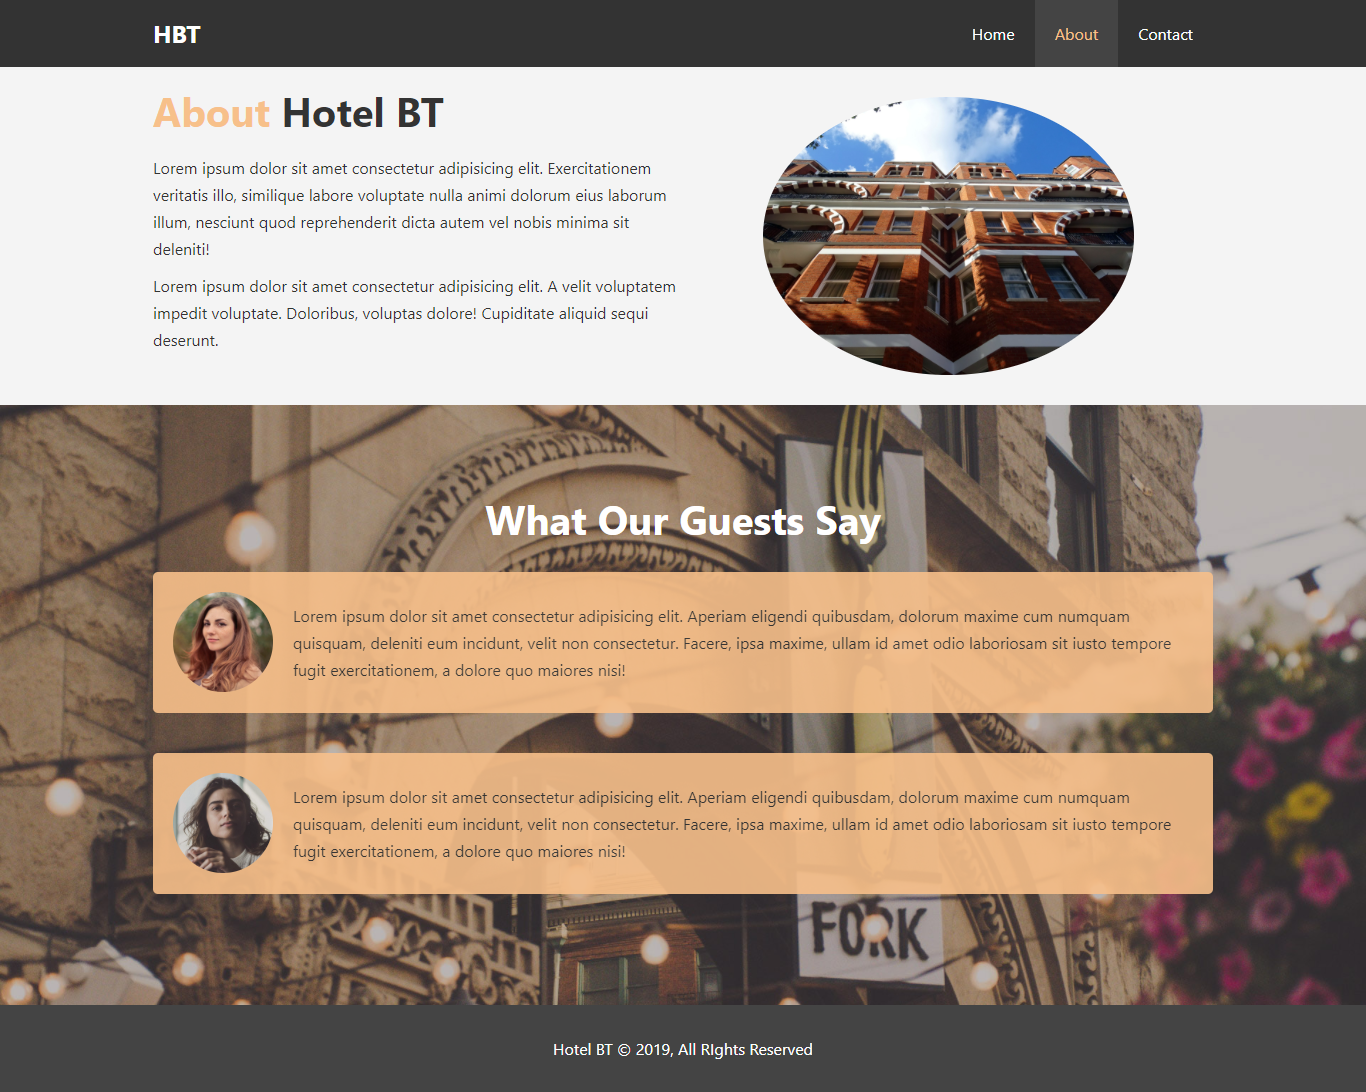 HBT
Home About Contact
About Hotel BT
Lorem ipsum dolor sit amet consectetur adipisicing elit. Exercitationem
veritatis illo, similique labore voluptate nulla animi dolorum eius laborum
illum, nesciunt quod reprehenderit dicta autem vel nobis minima sit
deleniti!
Lorem ipsum dolor sit amet consectetur adipisicing elit. A velit voluptatem
impedit voluptate. Doloribus, voluptas dolore! Cupiditate aliquid sequi
deserunt.
What Our Guests Say
Lorem ipsum dolor sit amet consectetur adipisicing elit. Aperiam eligendi quibusdam, dolorum maxime cum numquam
quisquam, deleniti eum incidunt, velit non consectetur. Facere, ipsa maxime, ullam id amet odio laboriosam sit iusto tempore
fugit exercitationem, a dolore quo maiores nisi!
Lorem ipsum dolor sit amet consectetur adipisicing elit. Aperiam eligendi quibusdam, dolorum maxime cum numquam
quisquam, deleniti eum incidunt, velit non consectetur. Facere, ipsa maxime, ullam id amet odio laboriosam sit iusto tempore
fugit exercitationem, a dolore quo maiores nisi!
FORK
Hotel BT © 2019, All RIghts Reserved